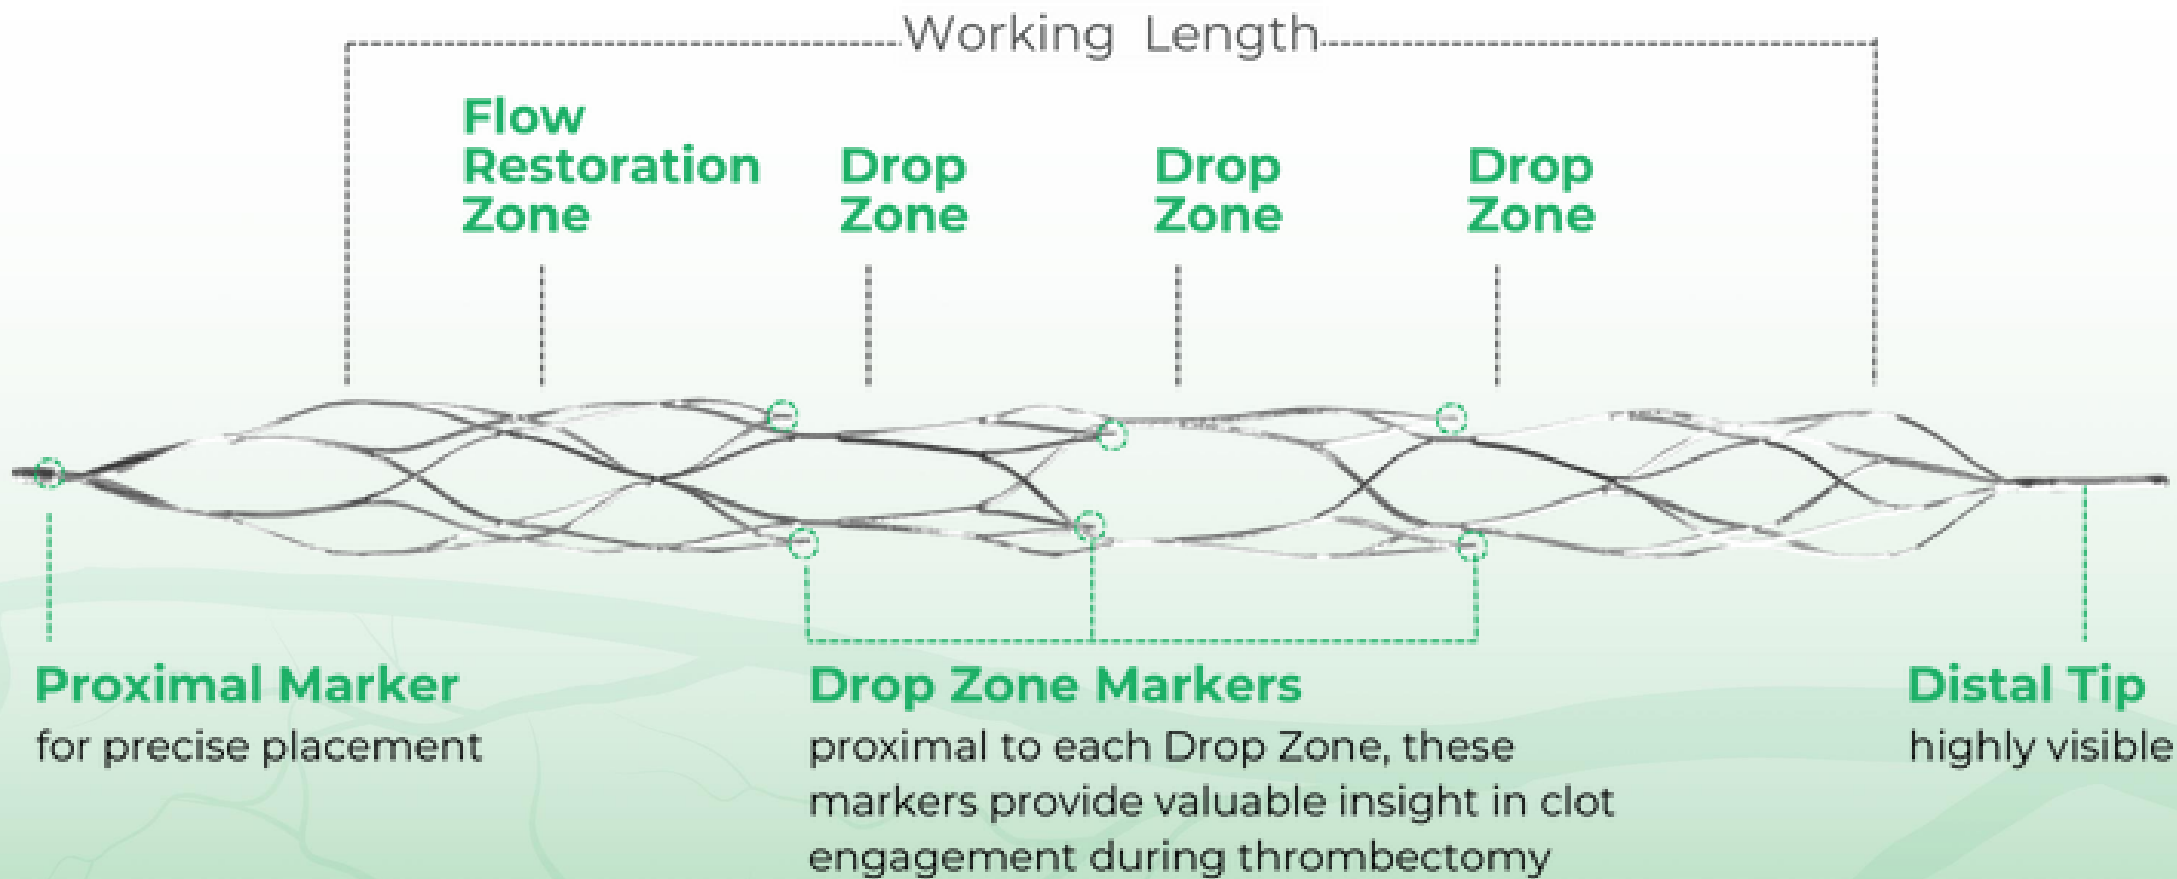 Working Length
Flow
Restoration
Zone
Drop
Zone
Drop
Zone
Drop
Zone
Proximal Marker
for precise placement
Drop Zone Markers
proximal to each Drop Zone, these
markers provide valuable insight in clot
engagement during thrombectomy
Distal Tip
highly visible